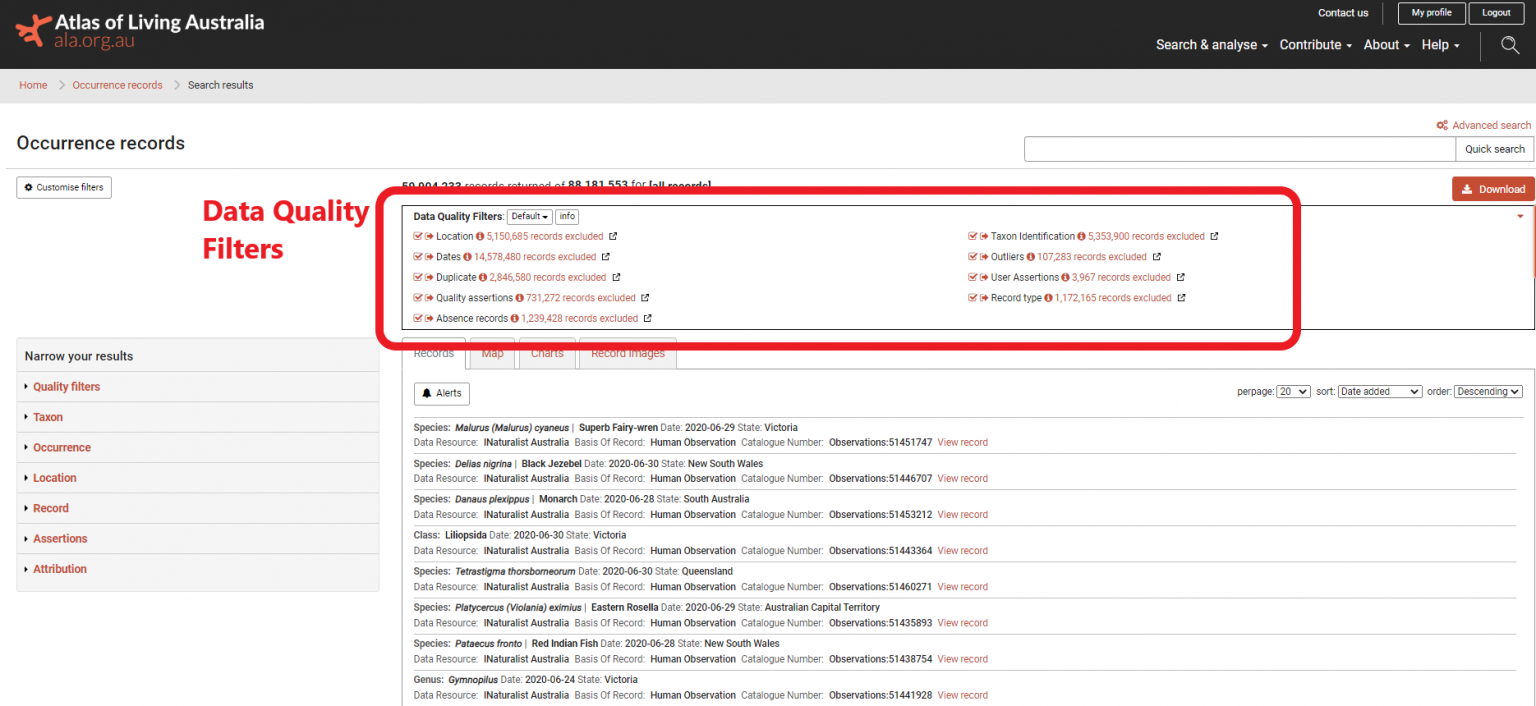 Atlas of Living Australia
ala.org.au
Contact us
My profile
Logout
Search & analyse
Contribute
About
Help
Home
Occurrence records
Search results
Advanced search
Occurrence records
Quick search
Customise filters
records returned of 88,181,553 for [all records]
Download
Data Quality
Filters
Data Quality Filters: Default info
Location 5,150,685 records excluded
Taxon Identification 5,353,900 records excluded
Dates 14,578,480 records excluded
Outliers 107,283 records excluded
Duplicate 2,846,580 records excluded
User Assertions 3,967 records excluded
Quality assertions 731,272 records excluded
Record type 1,172,165 records excluded
Absence records 1,239,428 records excluded
Narrow your results
Quality filters
Taxon
Occurrence
Location
Record
Assertions
Attribution
Records
Map
Charts
Record Images
Alerts
perpage: 20 sort: Date added order: Descending
Species: Malurus (Malurus) cyaneus | Superb Fairy-wren Date: 2020-06-29 State: Victoria
Data Resource: INaturalist Australia Basis Of Record: Human Observation Catalogue Number: Observations:51451747 View record
Species: Delias nigrina | Black Jezebel Date: 2020-06-30 State: New South Wales
Data Resource: INaturalist Australia Basis Of Record: Human Observation Catalogue Number: Observations:51446707 View record
Species: Danaus plexippus | Monarch Date: 2020-06-28 State: South Australia
Data Resource: INaturalist Australia Basis Of Record: Human Observation Catalogue Number: Observations:51453212 View record
Class: Liliopsida Date: 2020-06-30 State: Victoria
Data Resource: INaturalist Australia Basis Of Record: Human Observation Catalogue Number: Observations:51443364 View record
Species: Tetrastigma thorsborneorum Date: 2020-06-30 State: Queensland
Data Resource: INaturalist Australia Basis Of Record: Human Observation Catalogue Number: Observations:51460271 View record
Species: Platycercus (Violania) eximius | Eastern Rosella Date: 2020-06-29 State: Australian Capital Territory
Data Resource: INaturalist Australia Basis Of Record: Human Observation Catalogue Number: Observations:51435893 View record
Species: Pataecus fronto | Red Indian Fish Date: 2020-06-28 State: New South Wales
Data Resource: INaturalist Australia Basis Of Record: Human Observation Catalogue Number: Observations:51438754 View record
Genus: Gymnopilus Date: 2020-06-24 State: Victoria
Data Resource: INaturalist Australia Basis Of Record: Human Observation Catalogue Number: Observations:51441928 View record